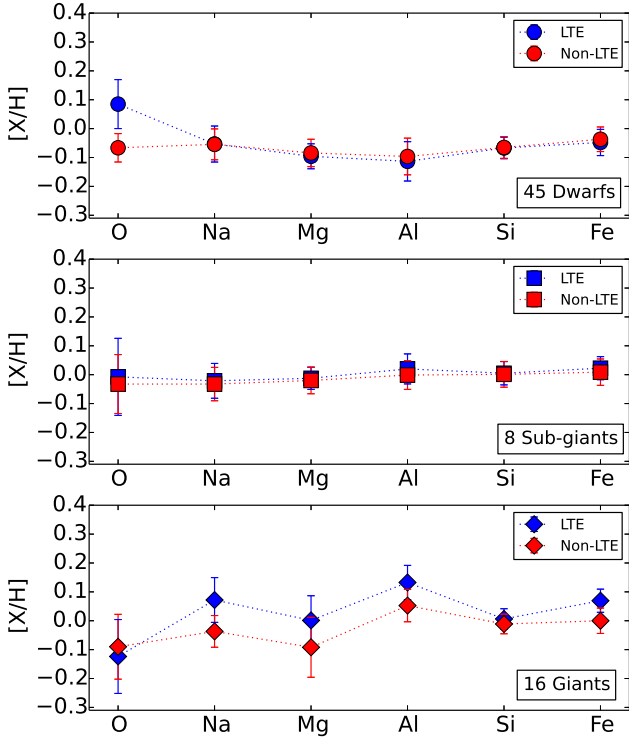 0.4
0.3
0.2
0.1
0.0
−0.1
−0.2
−0.3
[X/H]
LTE
Non-LTE
45 Dwarfs
O Na Mg Al Si Fe
0.4
0.3
0.2
0.1
0.0
−0.1
−0.2
−0.3
[X/H]
LTE
Non-LTE
8 Sub-giants
O Na Mg Al Si Fe
0.4
0.3
0.2
0.1
0.0
−0.1
−0.2
−0.3
[X/H]
LTE
Non-LTE
16 Giants
O Na Mg Al Si Fe